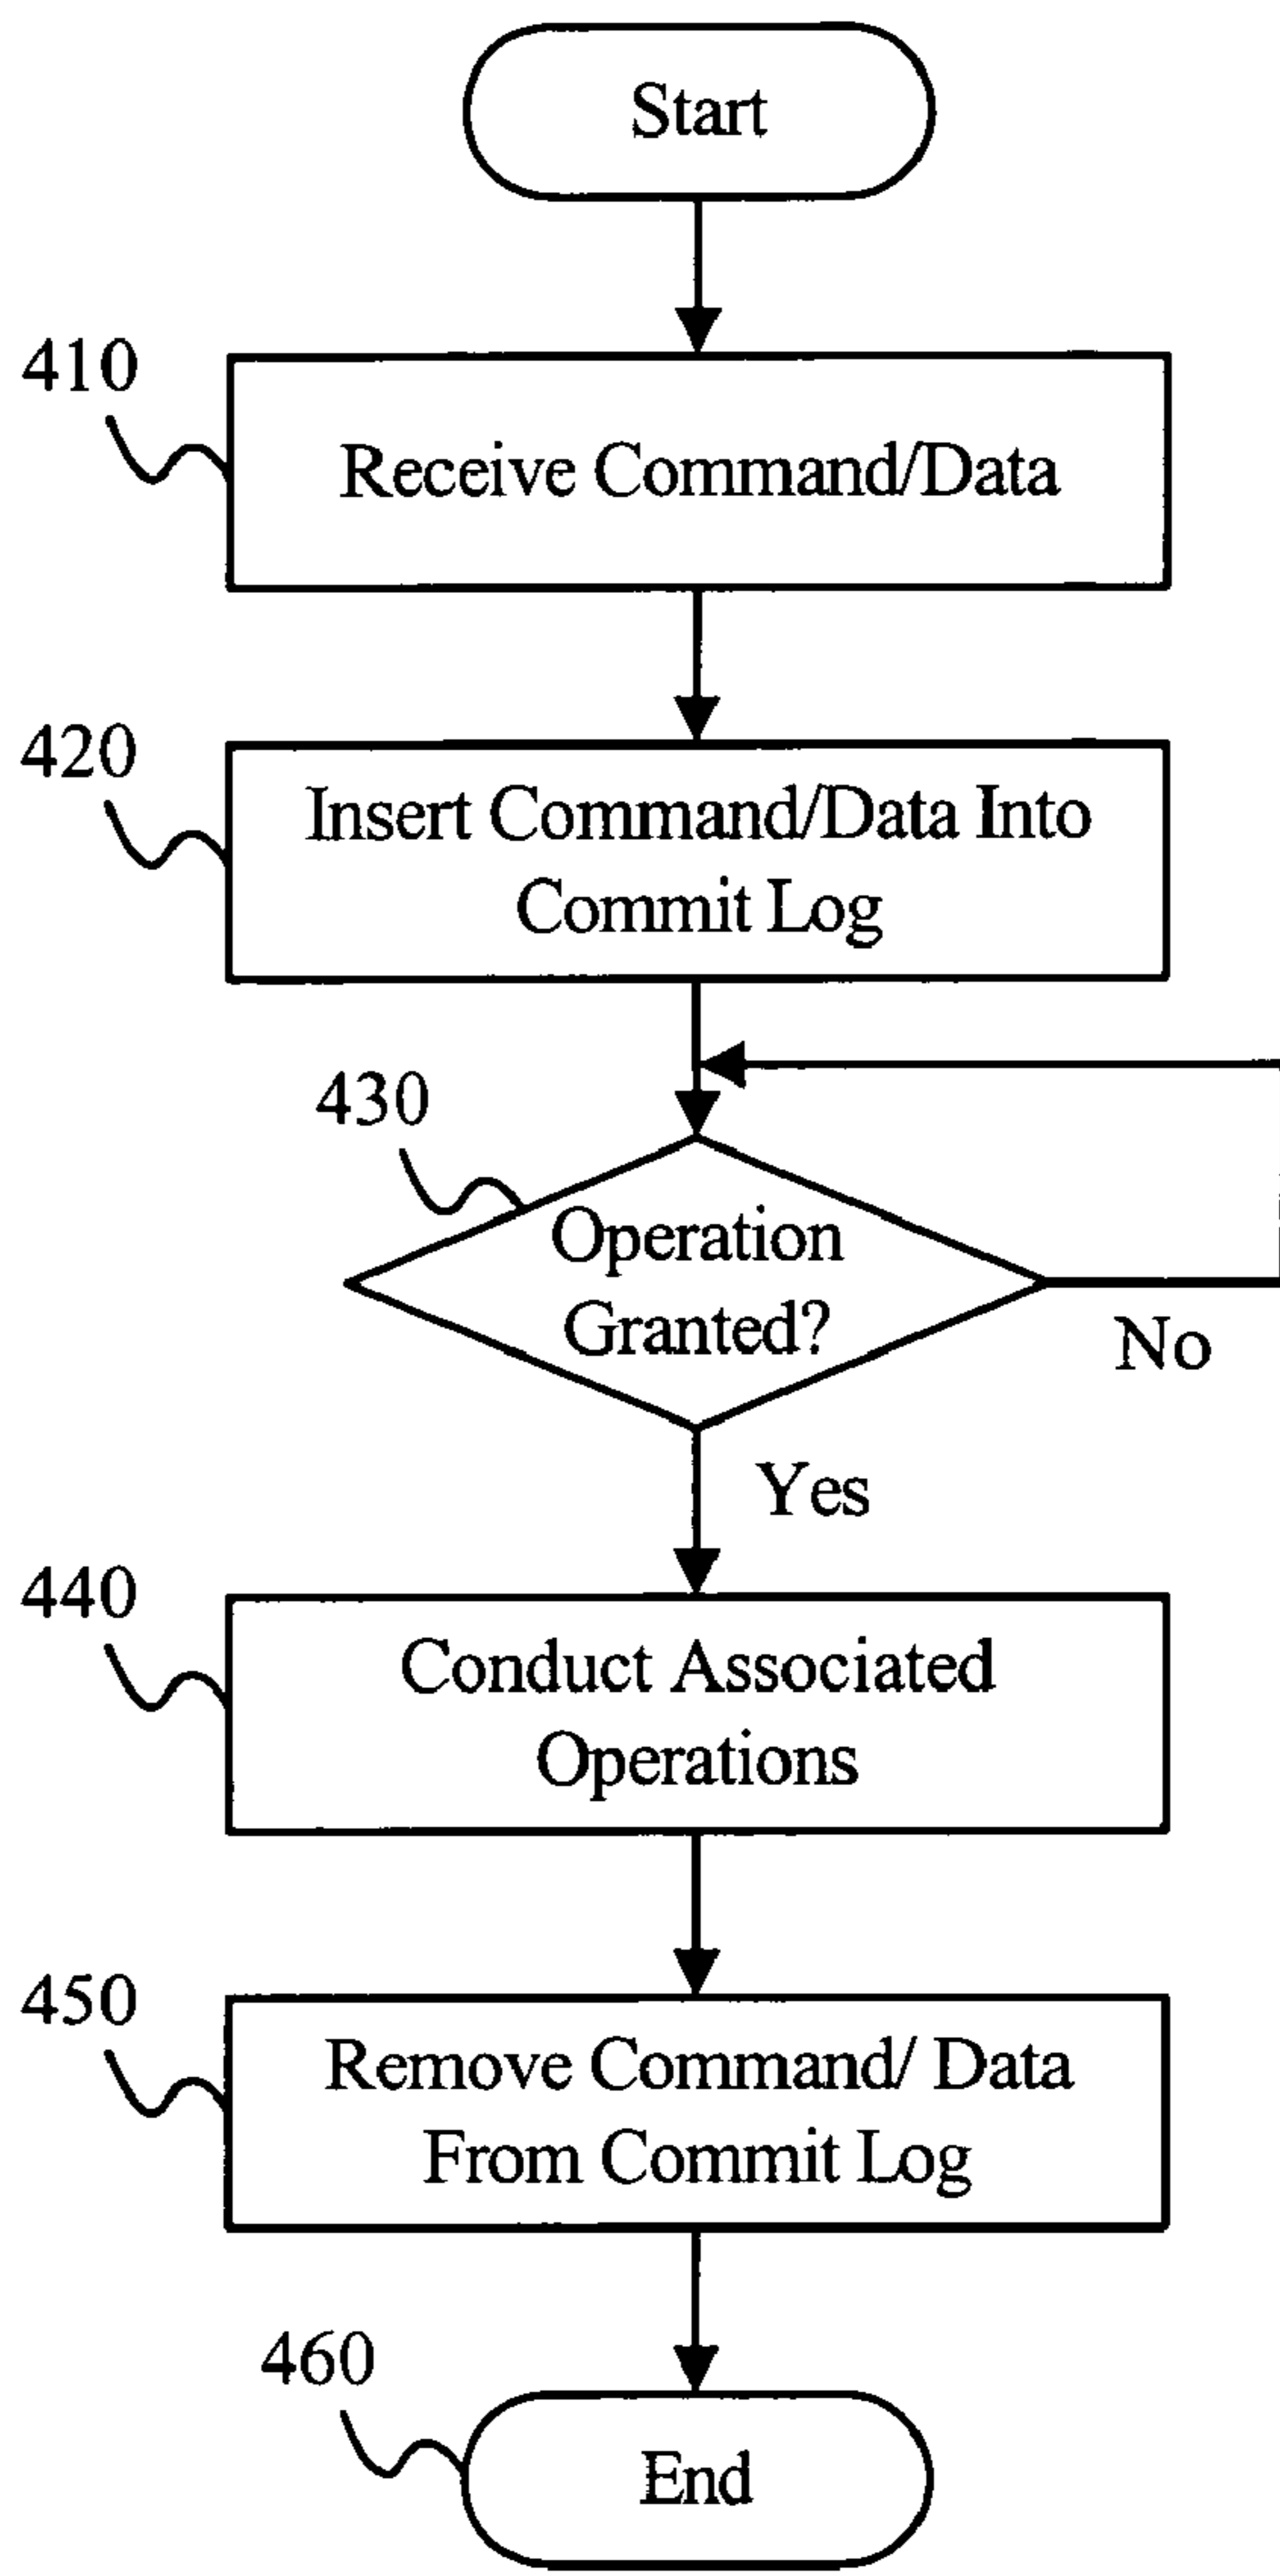 Start
410
Receive Command/Data
420
Insert Command/Data Into
Commit Log
430
Operation
Granted?
No
Yes
440
Conduct Associated
Operations
450
Remove Command/ Data
From Commit Log
460
End